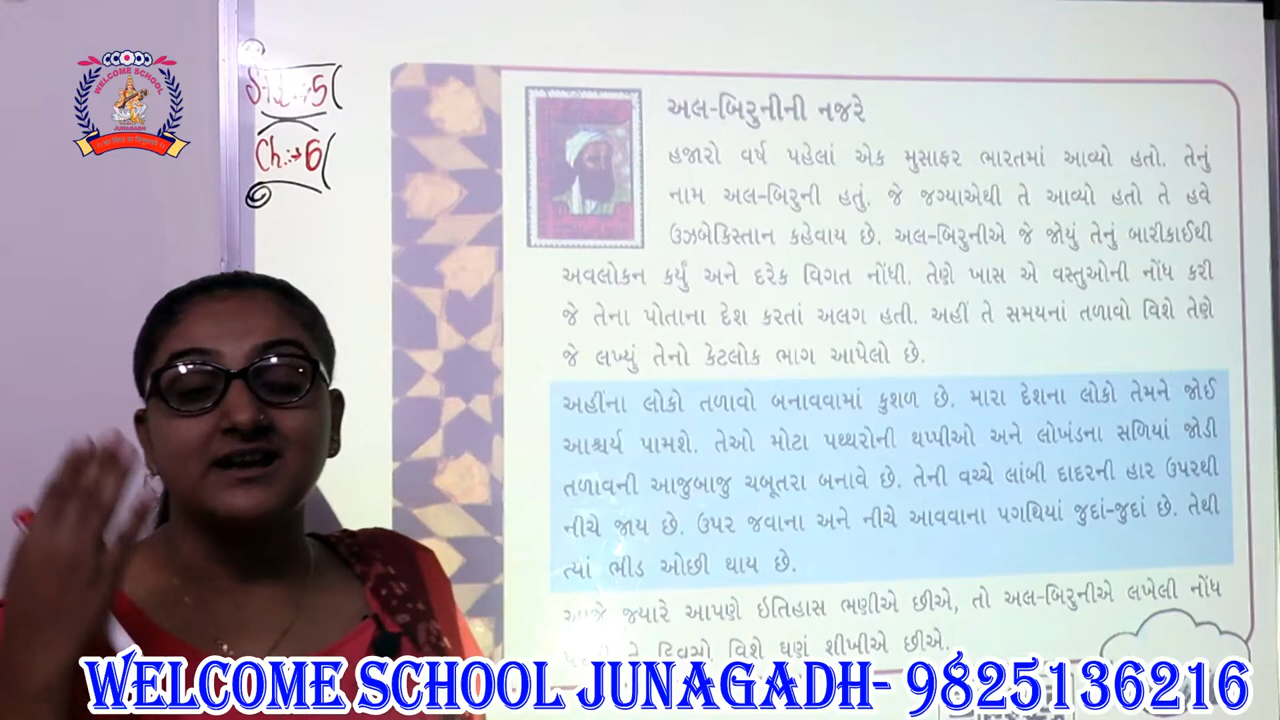 WELCOME SCHOOL
JUNAGADH
Std :→ 5
Ch. :→ 6
અલ-બિરુનીની નજરે
હજારો વર્ષ પહેલાં એક મુસાફર ભારતમાં આવ્યો હતો. તેનું
નામ અલ-બિરુની હતું. જે જગ્યાએથી તે આવ્યો હતો તે હવે
ઉઝબેકિસ્તાન કહેવાય છે. અલ-બિરુનીએ જે જોયું તેનું બારીકાઈથી
અવલોકન કર્યું અને દરેક વિગત નોંધી. તેણે ખાસ એ વસ્તુઓની નોંધ કરી
જે તેના પોતાના દેશ કરતાં અલગ હતી. અહીં તે સમયનાં તળાવો વિશે તેણે
જે લખ્યું તેનો કેટલોક ભાગ આપેલો છે.
અહીંના લોકો તળાવો બનાવવામાં કુશળ છે. મારા દેશના લોકો તેમને જોઈ
આશ્ચર્ય પામશે. તેઓ મોટા પથ્થરોની થપ્પીઓ અને લોખંડના સળિયાં જોડી
તળાવની આજુબાજુ ચબૂતરા બનાવે છે. તેની વચ્ચે લાંબી દાદરની હાર ઉપરથી
નીચે જાય છે. ઉપર જવાના અને નીચે આવવાના પગથિયાં જુદાં-જુદાં છે. તેથી
ત્યાં ભીડ ઓછી થાય છે.
આજે જ્યારે આપણે ઇતિહાસ ભણીએ છીએ, તો અલ-બિરુનીએ લખેલી નોંધ
તે દિવસો વિશે ઘણું શીખીએ છીએ.
WELCOME SCHOOL JUNAGADH- 9825136216